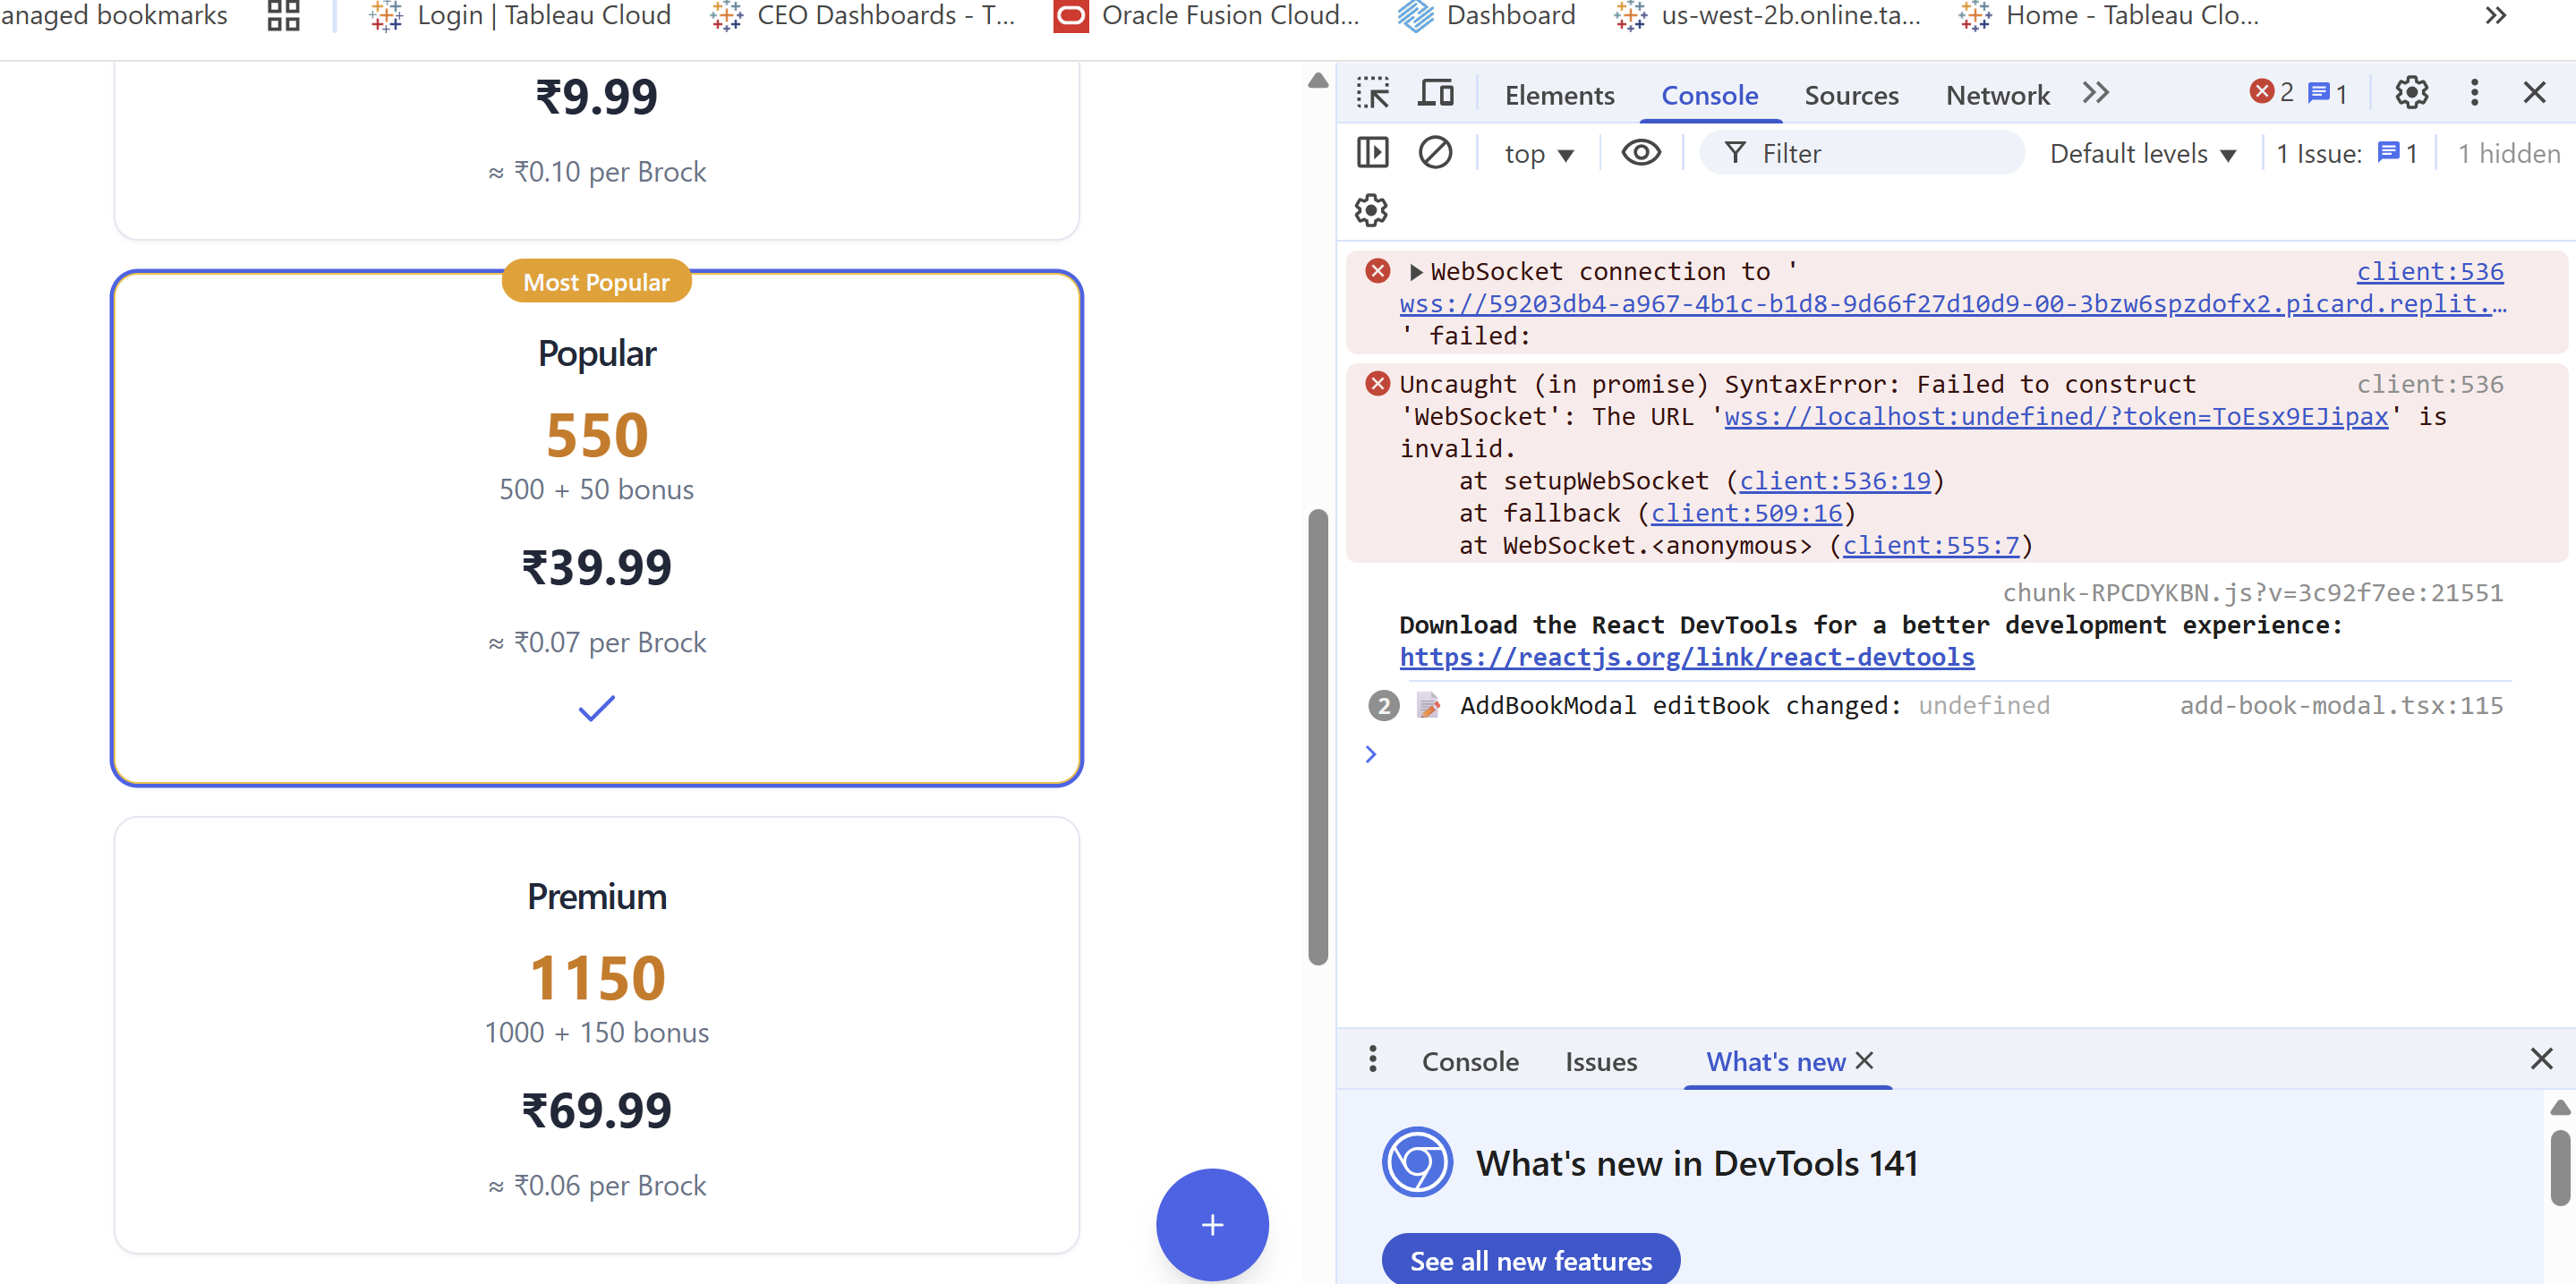 anaged bookmarks
Login | Tableau Cloud
CEO Dashboards - T...
Oracle Fusion Cloud...
Dashboard
us-west-2b.online.ta...
Home - Tableau Clo...
₹9.99
≈ ₹0.10 per Brock
Most Popular
Popular
550
500 + 50 bonus
₹39.99
≈ ₹0.07 per Brock
Premium
1150
1000 + 150 bonus
₹69.99
≈ ₹0.06 per Brock
+
Elements Console Sources Network 2 1
top Filter Default levels 1 Issue: 1 1 hidden
WebSocket connection to ' client:536
wss://59203db4-a967-4b1c-b1d8-9d66f27d10d9-00-3bzw6spzdofx2.picard.replit.…
' failed:
Uncaught (in promise) SyntaxError: Failed to construct client:536
'WebSocket': The URL 'wss://localhost:undefined/?token=ToEsx9EJipax' is
invalid.
at setupWebSocket (client:536:19)
at fallback (client:509:16)
at WebSocket.<anonymous> (client:555:7)
chunk-RPCDYKBN.js?v=3c92f7ee:21551
Download the React DevTools for a better development experience:
https://reactjs.org/link/react-devtools
2 📝 AddBookModal editBook changed: undefined add-book-modal.tsx:115
Console Issues What's new
What's new in DevTools 141
See all new features